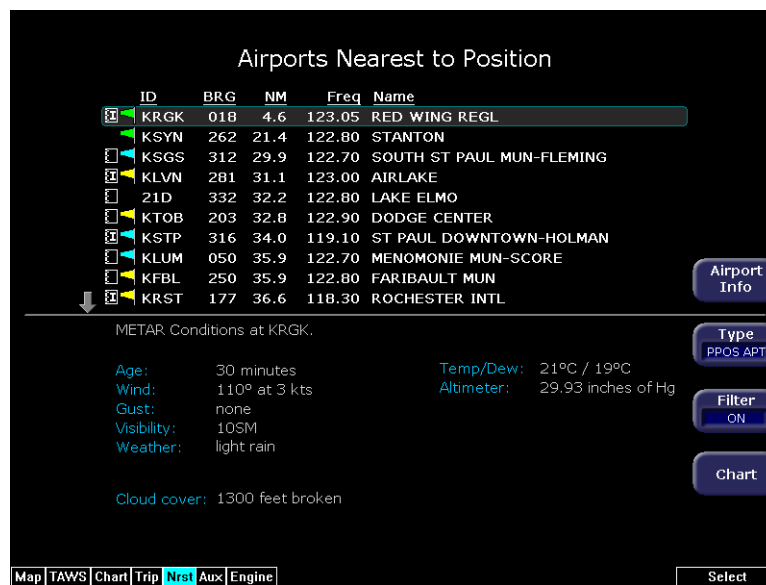 Airports Nearest to Position
ID BRG NM Freq Name
I KRGK 018 4.6 123.05 RED WING REGL
KSYN 262 21.4 122.80 STANTON
KSGS 312 29.9 122.70 SOUTH ST PAUL MUN-FLEMING
I KLVN 281 31.1 123.00 AIRLAKE
21D 332 32.2 122.80 LAKE ELMO
KTOB 203 32.8 122.90 DODGE CENTER
I KSTP 316 34.0 119.10 ST PAUL DOWNTOWN-HOLMAN
KLUM 050 35.9 122.70 MENOMONIE MUN-SCORE
KFBL 250 35.9 122.80 FARIBAULT MUN
I KRST 177 36.6 118.30 ROCHESTER INTL
Airport
Info
METAR Conditions at KRGK.
Type
PPOS APT
Age: 30 minutes Temp/Dew: 21ºC / 19ºC
Wind: 110º at 3 kts Altimeter: 29.93 inches of Hg
Gust: none
Visibility: 10SM
Weather: light rain
Filter
ON
Chart
Cloud cover: 1300 feet broken
Map TAWS Chart Trip Nrst Aux Engine Select